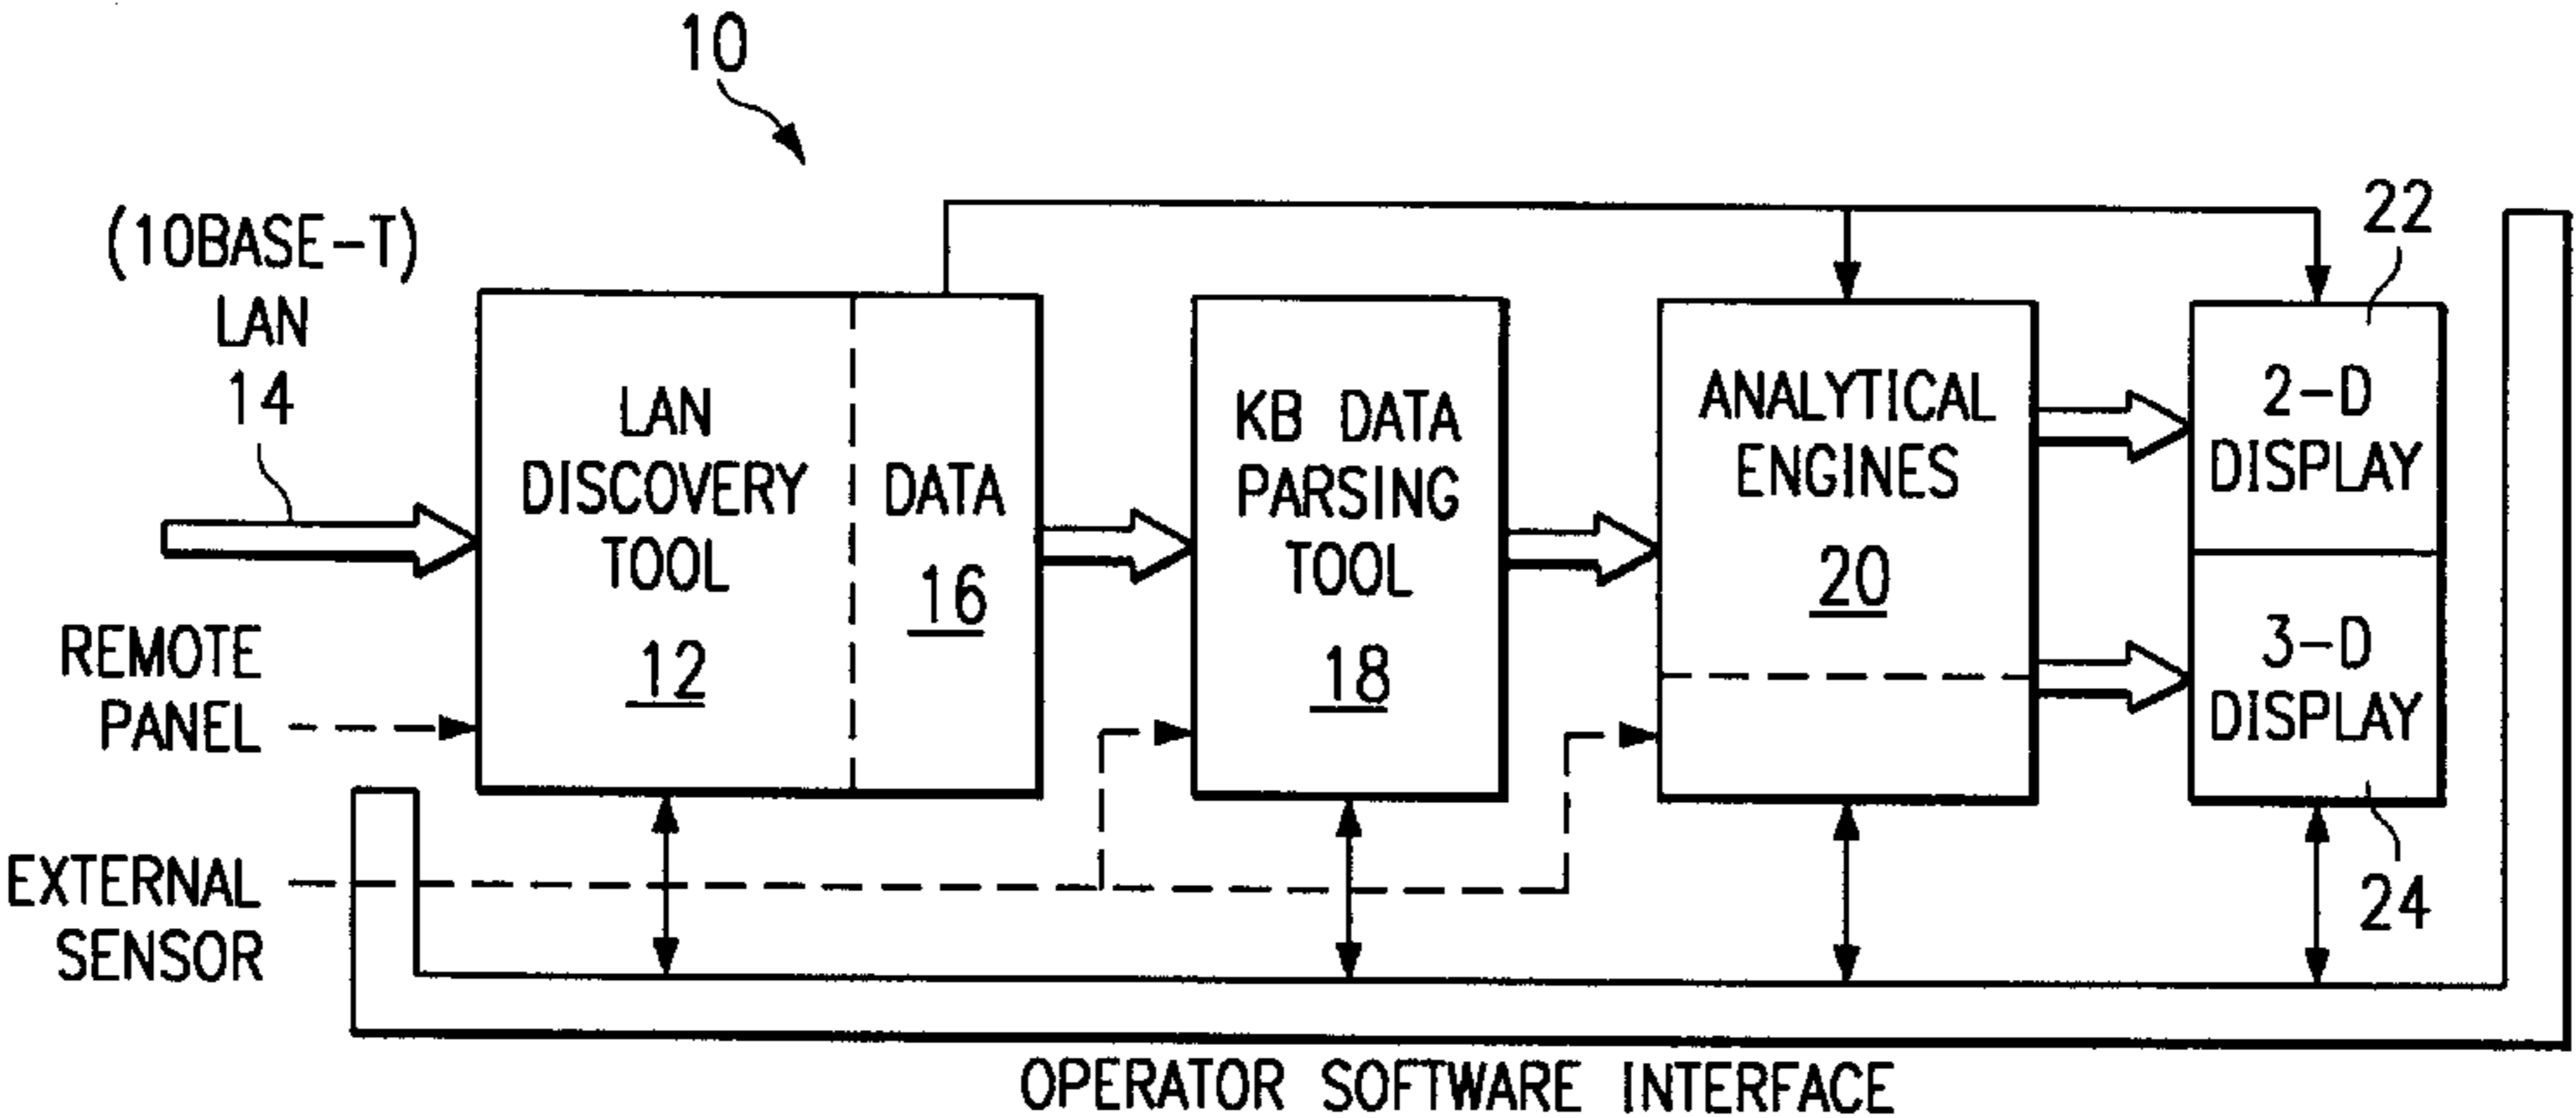 10
(10BASE-T)
LAN
14
REMOTE
PANEL
EXTERNAL
SENSOR
LAN
DISCOVERY
TOOL
12
DATA
16
KB DATA
PARSING
TOOL
18
ANALYTICAL
ENGINES
20
22
2-D
DISPLAY
3-D
DISPLAY
24
OPERATOR SOFTWARE INTERFACE